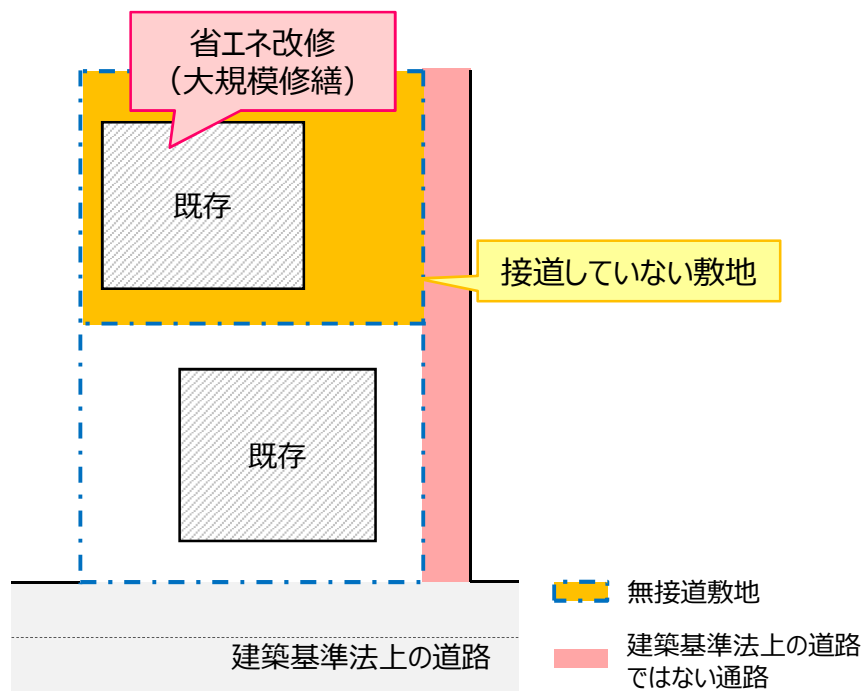 省エネ改修
(大規模修繕)
既存
接道していない敷地
既存
無接道敷地
建築基準法上の道路
建築基準法上の道路
ではない通路